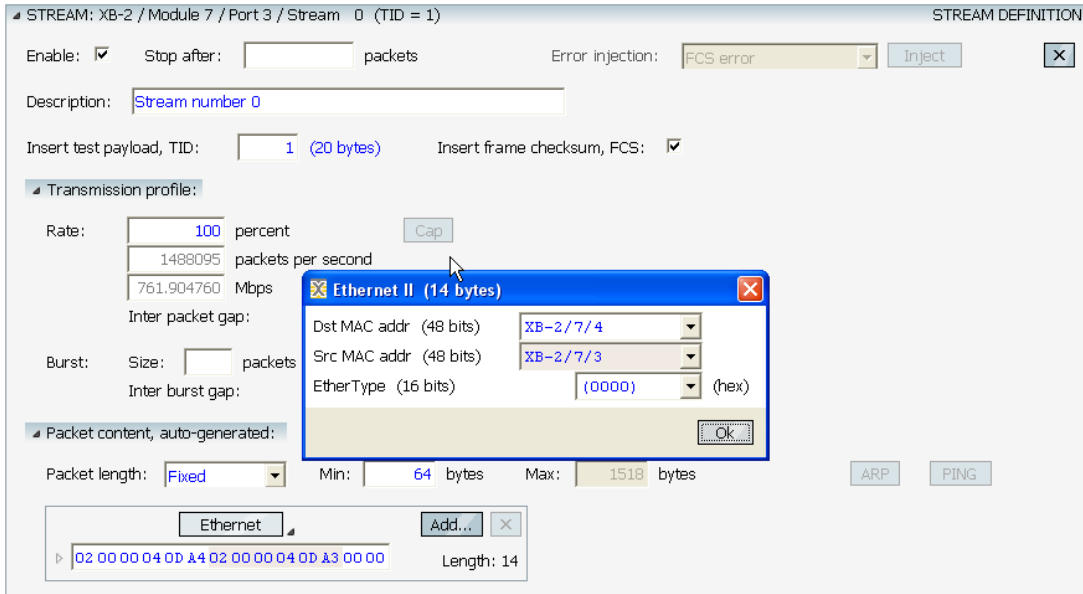 STREAM: XB-2 / Module 7 / Port 3 / Stream 0 (TID = 1) STREAM DEFINITION
Enable: Stop after: packets Error injection: FCS error Inject
Description: Stream number 0
Insert test payload, TID: 1 (20 bytes) Insert frame checksum, FCS:
Transmission profile:
Rate: 100 percent Cap
1488095 packets per second
761.904760 Mbps
Inter packet gap:
Burst: Size: packets
Inter burst gap:
Ethernet II (14 bytes)
Dst MAC addr (48 bits) XB-2/7/4
Src MAC addr (48 bits) XB-2/7/3
EtherType (16 bits) (0000) (hex)
Ok
Packet content, auto-generated:
Packet length: Fixed Min: 64 bytes Max: 1518 bytes ARP PING
Ethernet Add...
02 00 00 04 0D A4 02 00 00 04 0D A3 00 00 Length: 14